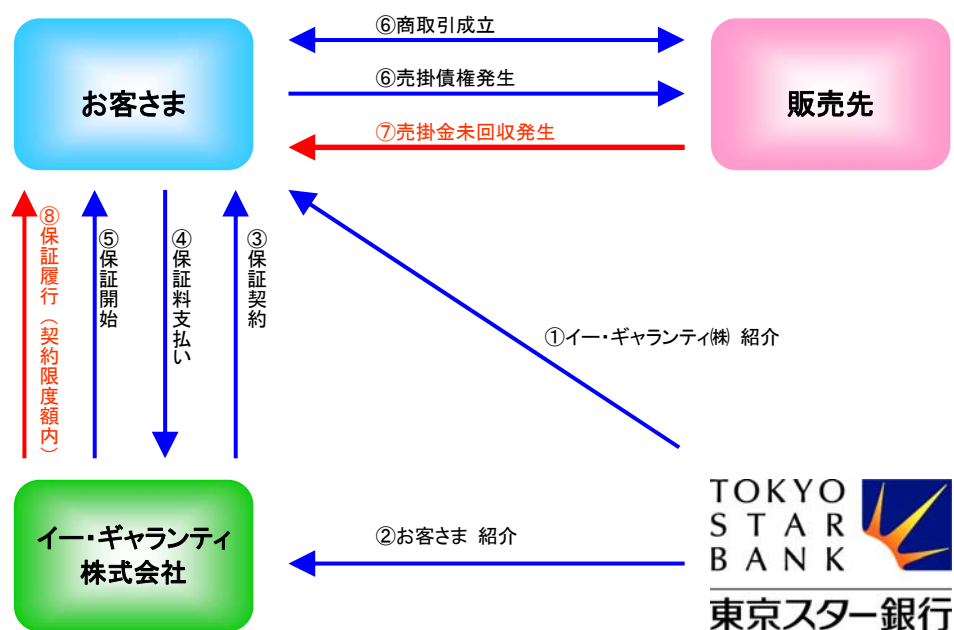 お客さま
⑥商取引成立
⑥売掛債権発生
⑦売掛金未回収発生
販売先
⑧保証履行（契約限度額内）
⑤保証開始
④保証料支払い
③保証契約
①イー・ギャランティ㈱ 紹介
イー・ギャランティ
株式会社
②お客さま 紹介
TOKYO
STAR
BANK
東京スター銀行